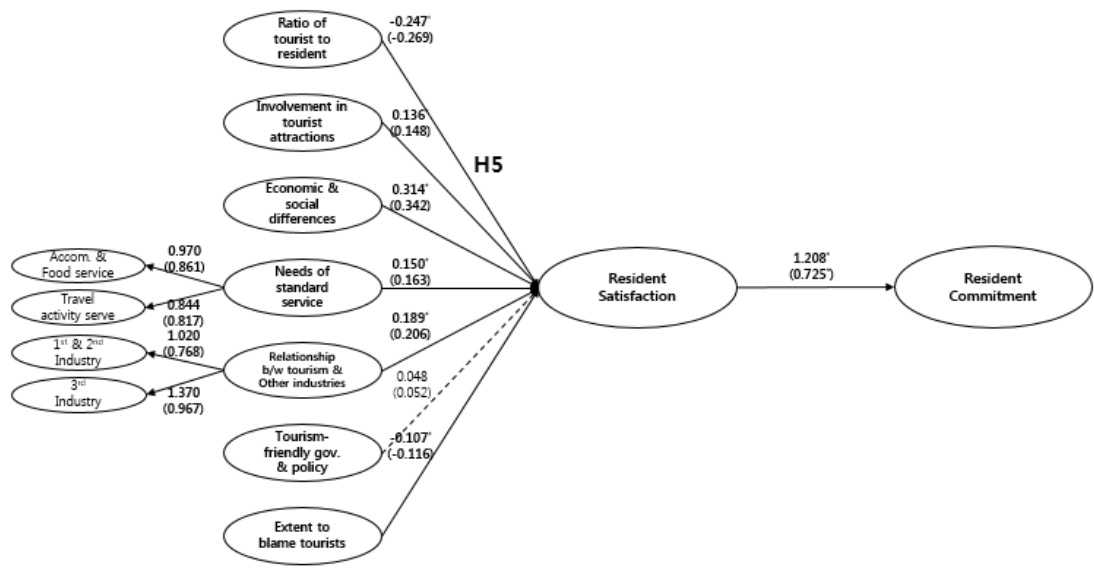 Ratio of
tourist to
resident
-0.247*
(-0.269)
Involvement in
tourist
attractions
0.136*
(0.148)
H5
Economic &
social
differences
0.314*
(0.342)
Accom. &
Food service
0.970
(0.861)
Needs of
standard
service
0.150*
(0.163)
Resident
Satisfaction
1.208*
(0.725*)
Resident
Commitment
Travel
activity serve
0.844
(0.817)
1st & 2nd
Industry
1.020
(0.768)
Relationship
b/w tourism &
Other industries
0.189*
(0.206)
3rd
Industry
1.370
(0.967)
0.048
(0.052)
Tourism-
friendly gov.
& policy
-0.107*
(-0.116)
Extent to
blame tourists